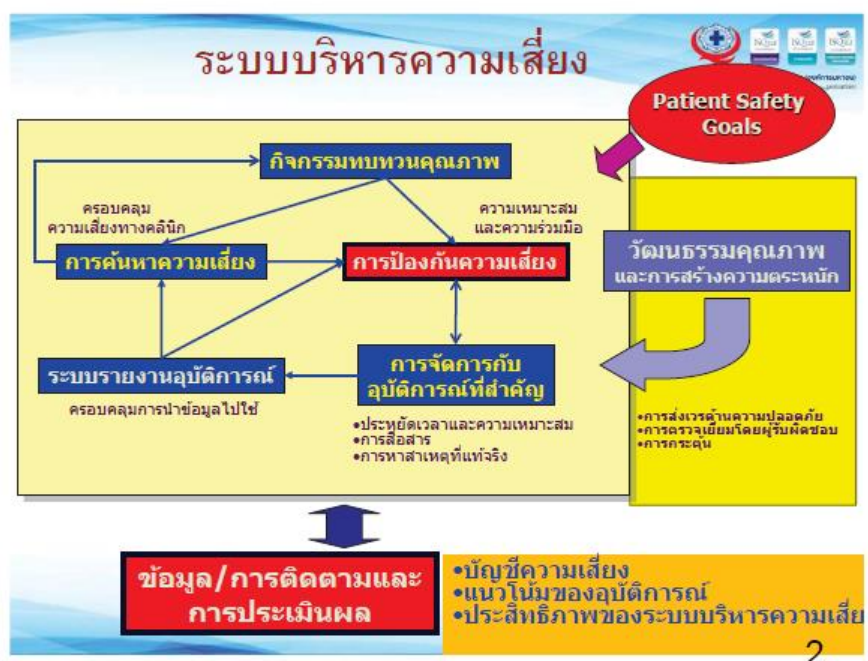 ระบบบริหารความเสี่ยง
Patient Safety
Goals
กิจกรรมทบทวนคุณภาพ
ครอบคลุม
ความเสี่ยงทางคลินิก
ความเหมาะสม
และความร่วมมือ
การค้นหาความเสี่ยง
การป้องกันความเสี่ยง
วัฒนธรรมคุณภาพ
และการสร้างความตระหนัก
ระบบรายงานอุบัติการณ์
ครอบคลุมการนำข้อมูลไปใช้
การจัดการกับ
อุบัติการณ์ที่สำคัญ
•ประหยัดเวลาและความเหมาะสม
•การสื่อสาร
•การหาสาเหตุที่แท้จริง
•การส่งเวรด้านความปลอดภัย
•การตรวจเยี่ยมโดยผู้รับผิดชอบ
•การกระตุ้น
ข้อมูล/การติดตามและ
การประเมินผล
•บัญชีความเสี่ยง
•แนวโน้มของอุบัติการณ์
•ประสิทธิภาพของระบบบริหารความเสี่ย
2